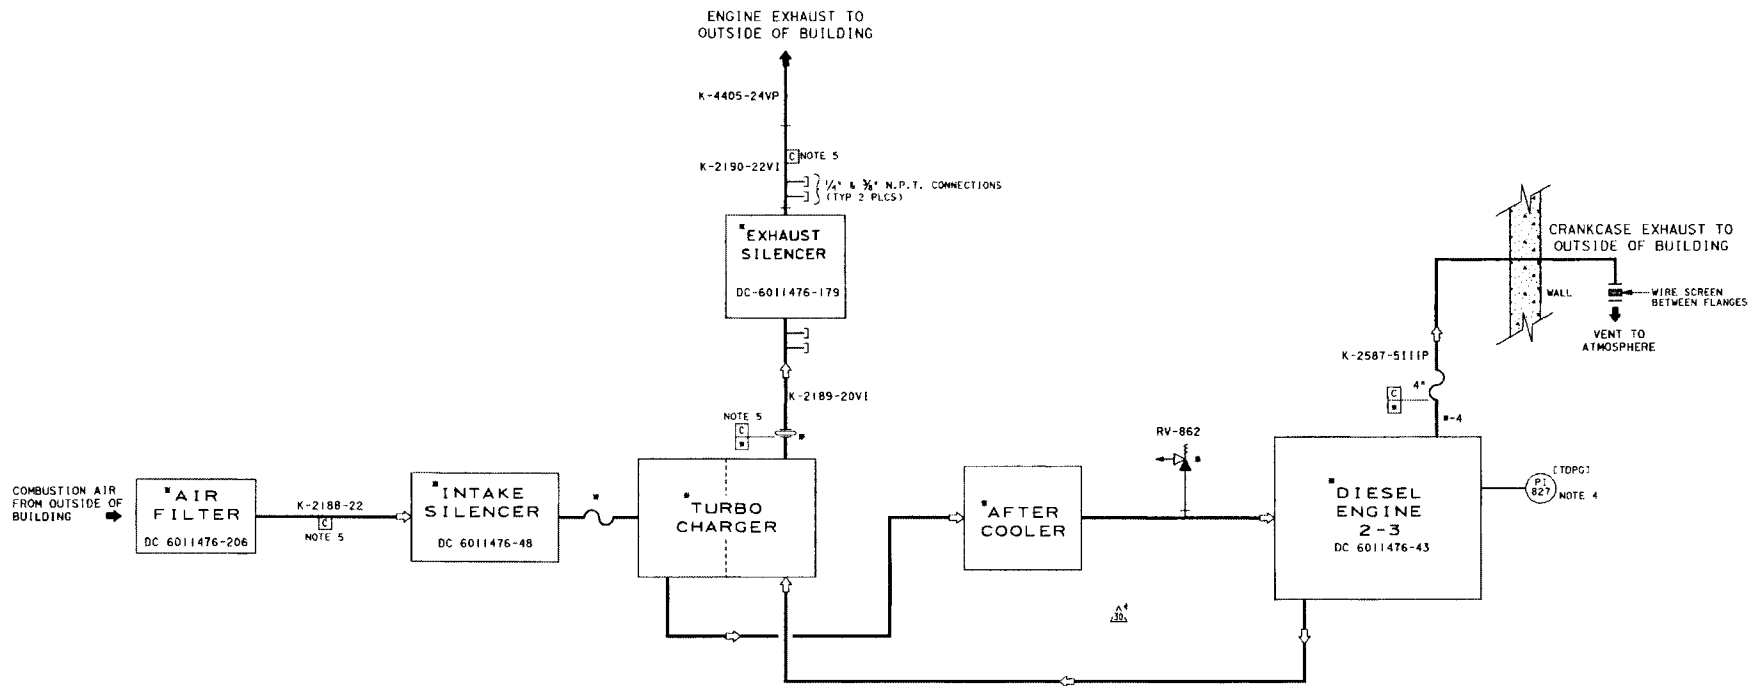 ENGINE EXHAUST TO
OUTSIDE OF BUILDING
K-4405-24VP
C NOTE 5
K-2190-22VI
1/4" & 3/8" N.P.T. CONNECTIONS
(TYP 2 PLCS)
*EXHAUST
SILENCER
DC-6011476-179
CRANKCASE EXHAUST TO
OUTSIDE OF BUILDING
WALL
WIRE SCREEN
BETWEEN FLANGES
VENT TO
ATMOSPHERE
K-2587-5IIIP
4"
C
*
*-4
K-2189-20VI
NOTE 5
C
*
*
RV-862
*
COMBUSTION AIR
FROM OUTSIDE OF
BUILDING
*AIR
FILTER
DC 6011476-206
K-2188-22
C
NOTE 5
*INTAKE
SILENCER
DC 6011476-48
*
*TURBO
CHARGER
*AFTER
COOLER
*DIESEL
ENGINE
2-3
DC 6011476-43
[TDPG]
PI
827
NOTE 4
30